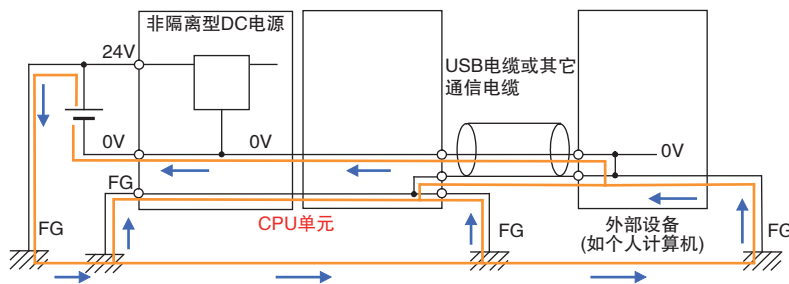 非隔离型DC电源
24V
USB电缆或其它
通信电缆
0V
0V
0V
FG
CPU单元
FG
FG
外部设备
(如个人计算机)
FG